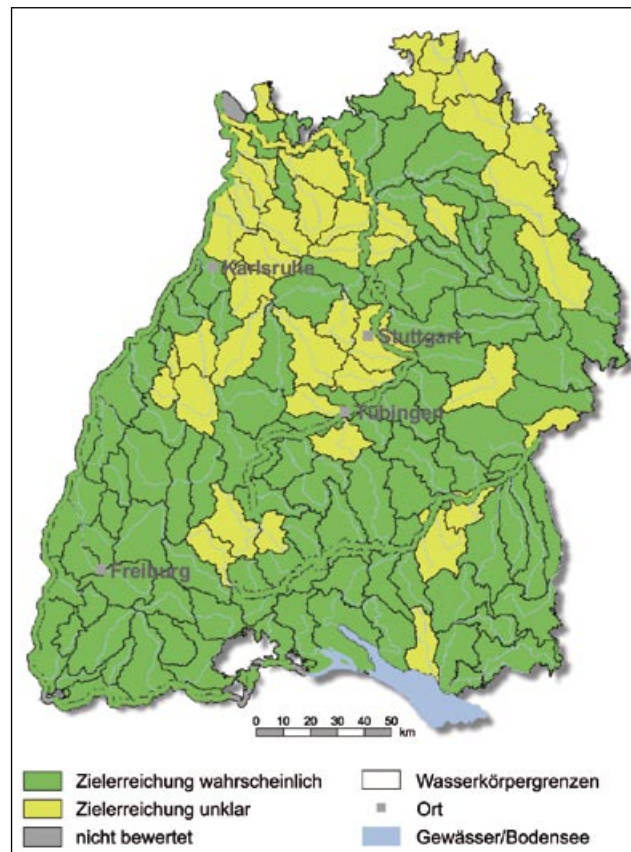 Karlsruhe
Stuttgart
Tübingen
Freiburg
0 10 20 30 40 50
km
Zielerreichung wahrscheinlich
Wasserkörpergrenzen
Zielerreichung unklar
Ort
nicht bewertet
Gewässer/Bodensee